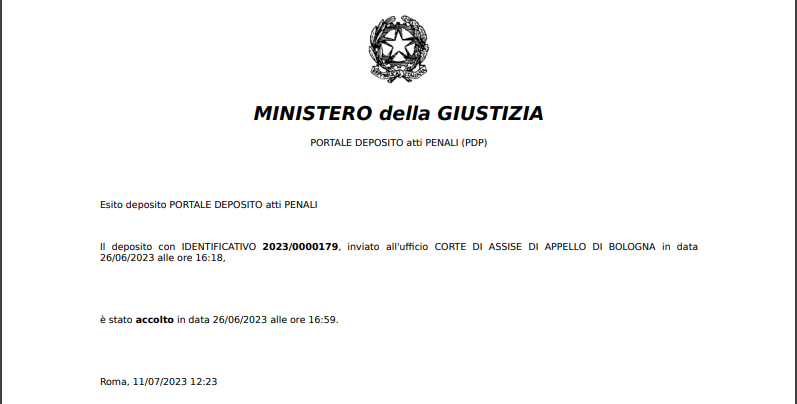 MINISTERO della GIUSTIZIA
PORTALE DEPOSITO atti PENALI (PDP)
Esito deposito PORTALE DEPOSITO atti PENALI
Il deposito con IDENTIFICATIVO 2023/0000179, inviato all'ufficio CORTE DI ASSISE DI APPELLO DI BOLOGNA in data
26/06/2023 alle ore 16:18,
è stato accolto in data 26/06/2023 alle ore 16:59.
Roma, 11/07/2023 12:23